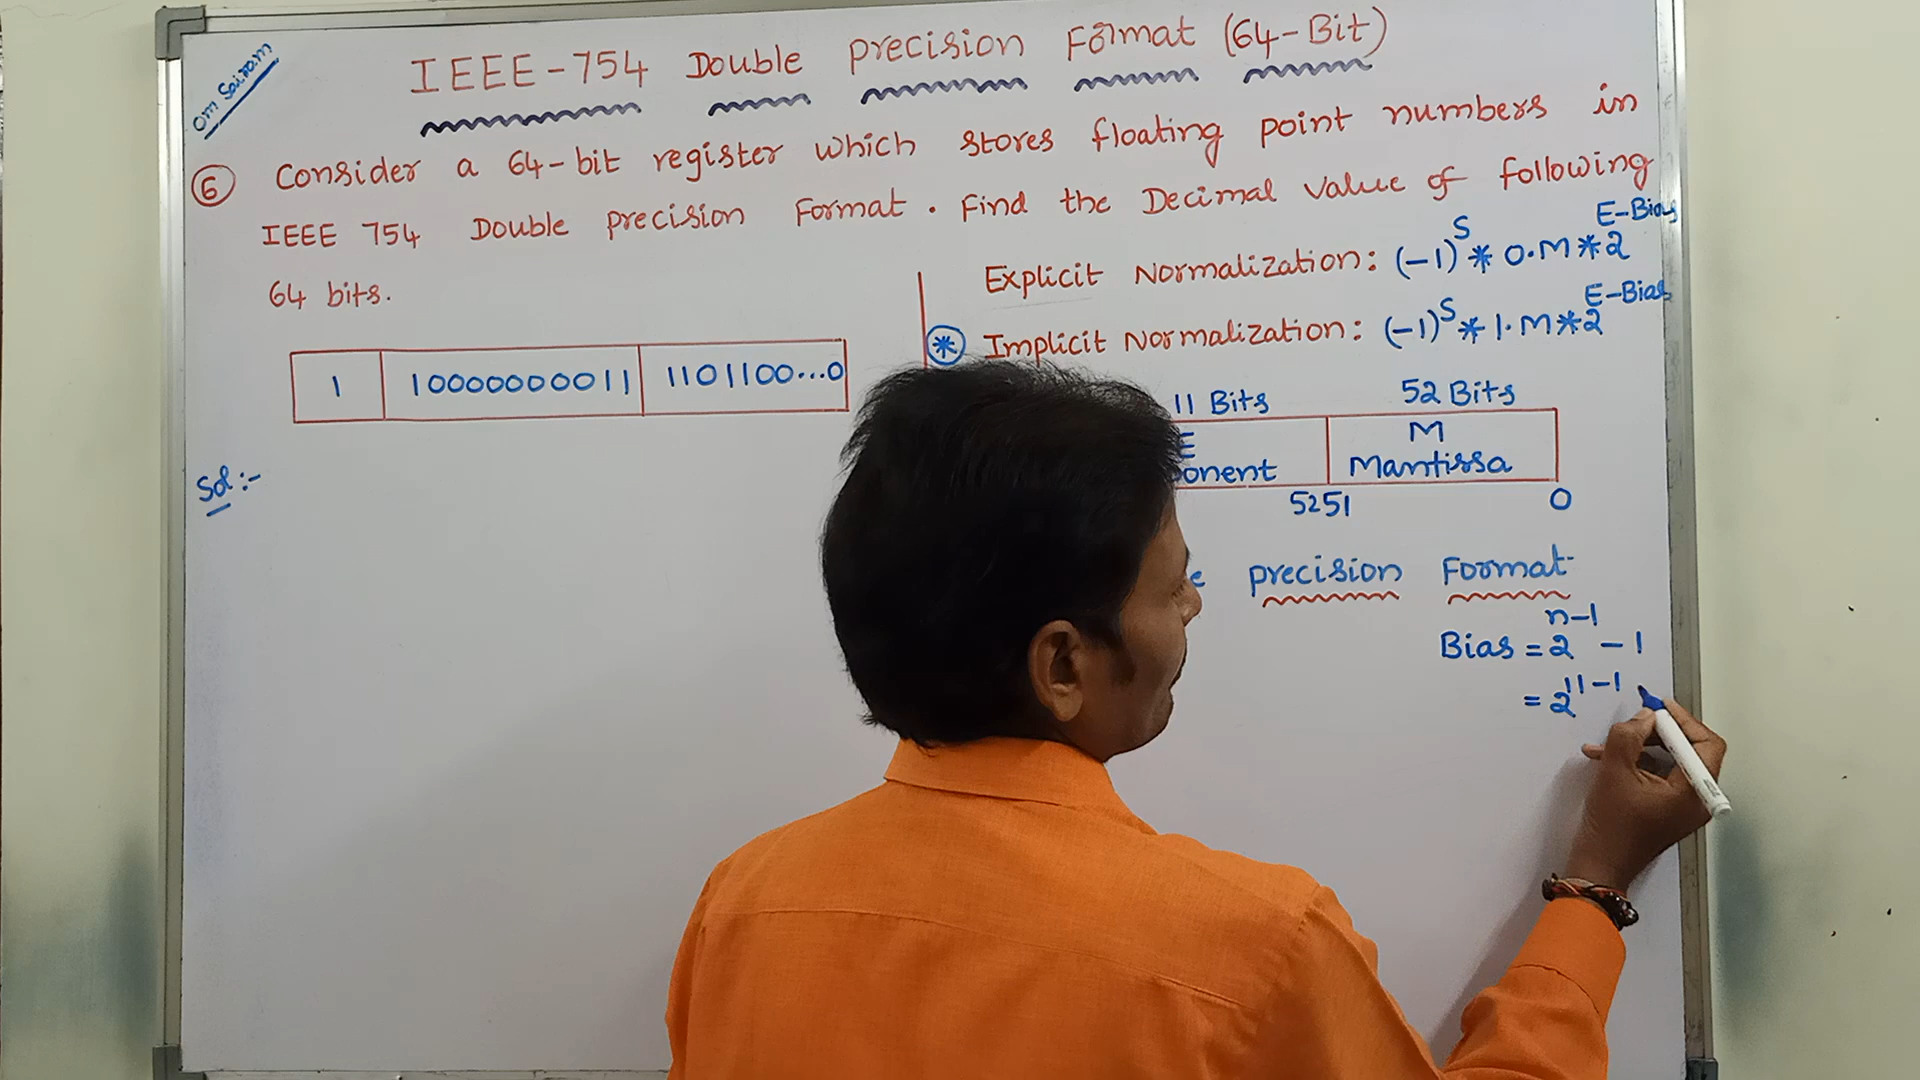 Om Sairam
IEEE-754 Double precision Format (64-Bit)
6 Consider a 64-bit register which stores floating point numbers in
IEEE 754 Double precision Format. Find the Decimal value of following
64 bits.
Explicit Normalization: (-1)^S * 0.M * 2^E-Bias
* Implicit Normalization: (-1)^S * 1.M * 2^E-Bias
1 10000000011 1101100...0
11 Bits 52 Bits
E M
onent Mantissa
52 51 0
Sol:-
e precision Format
Bias = 2^n-1 - 1
= 2^11-1